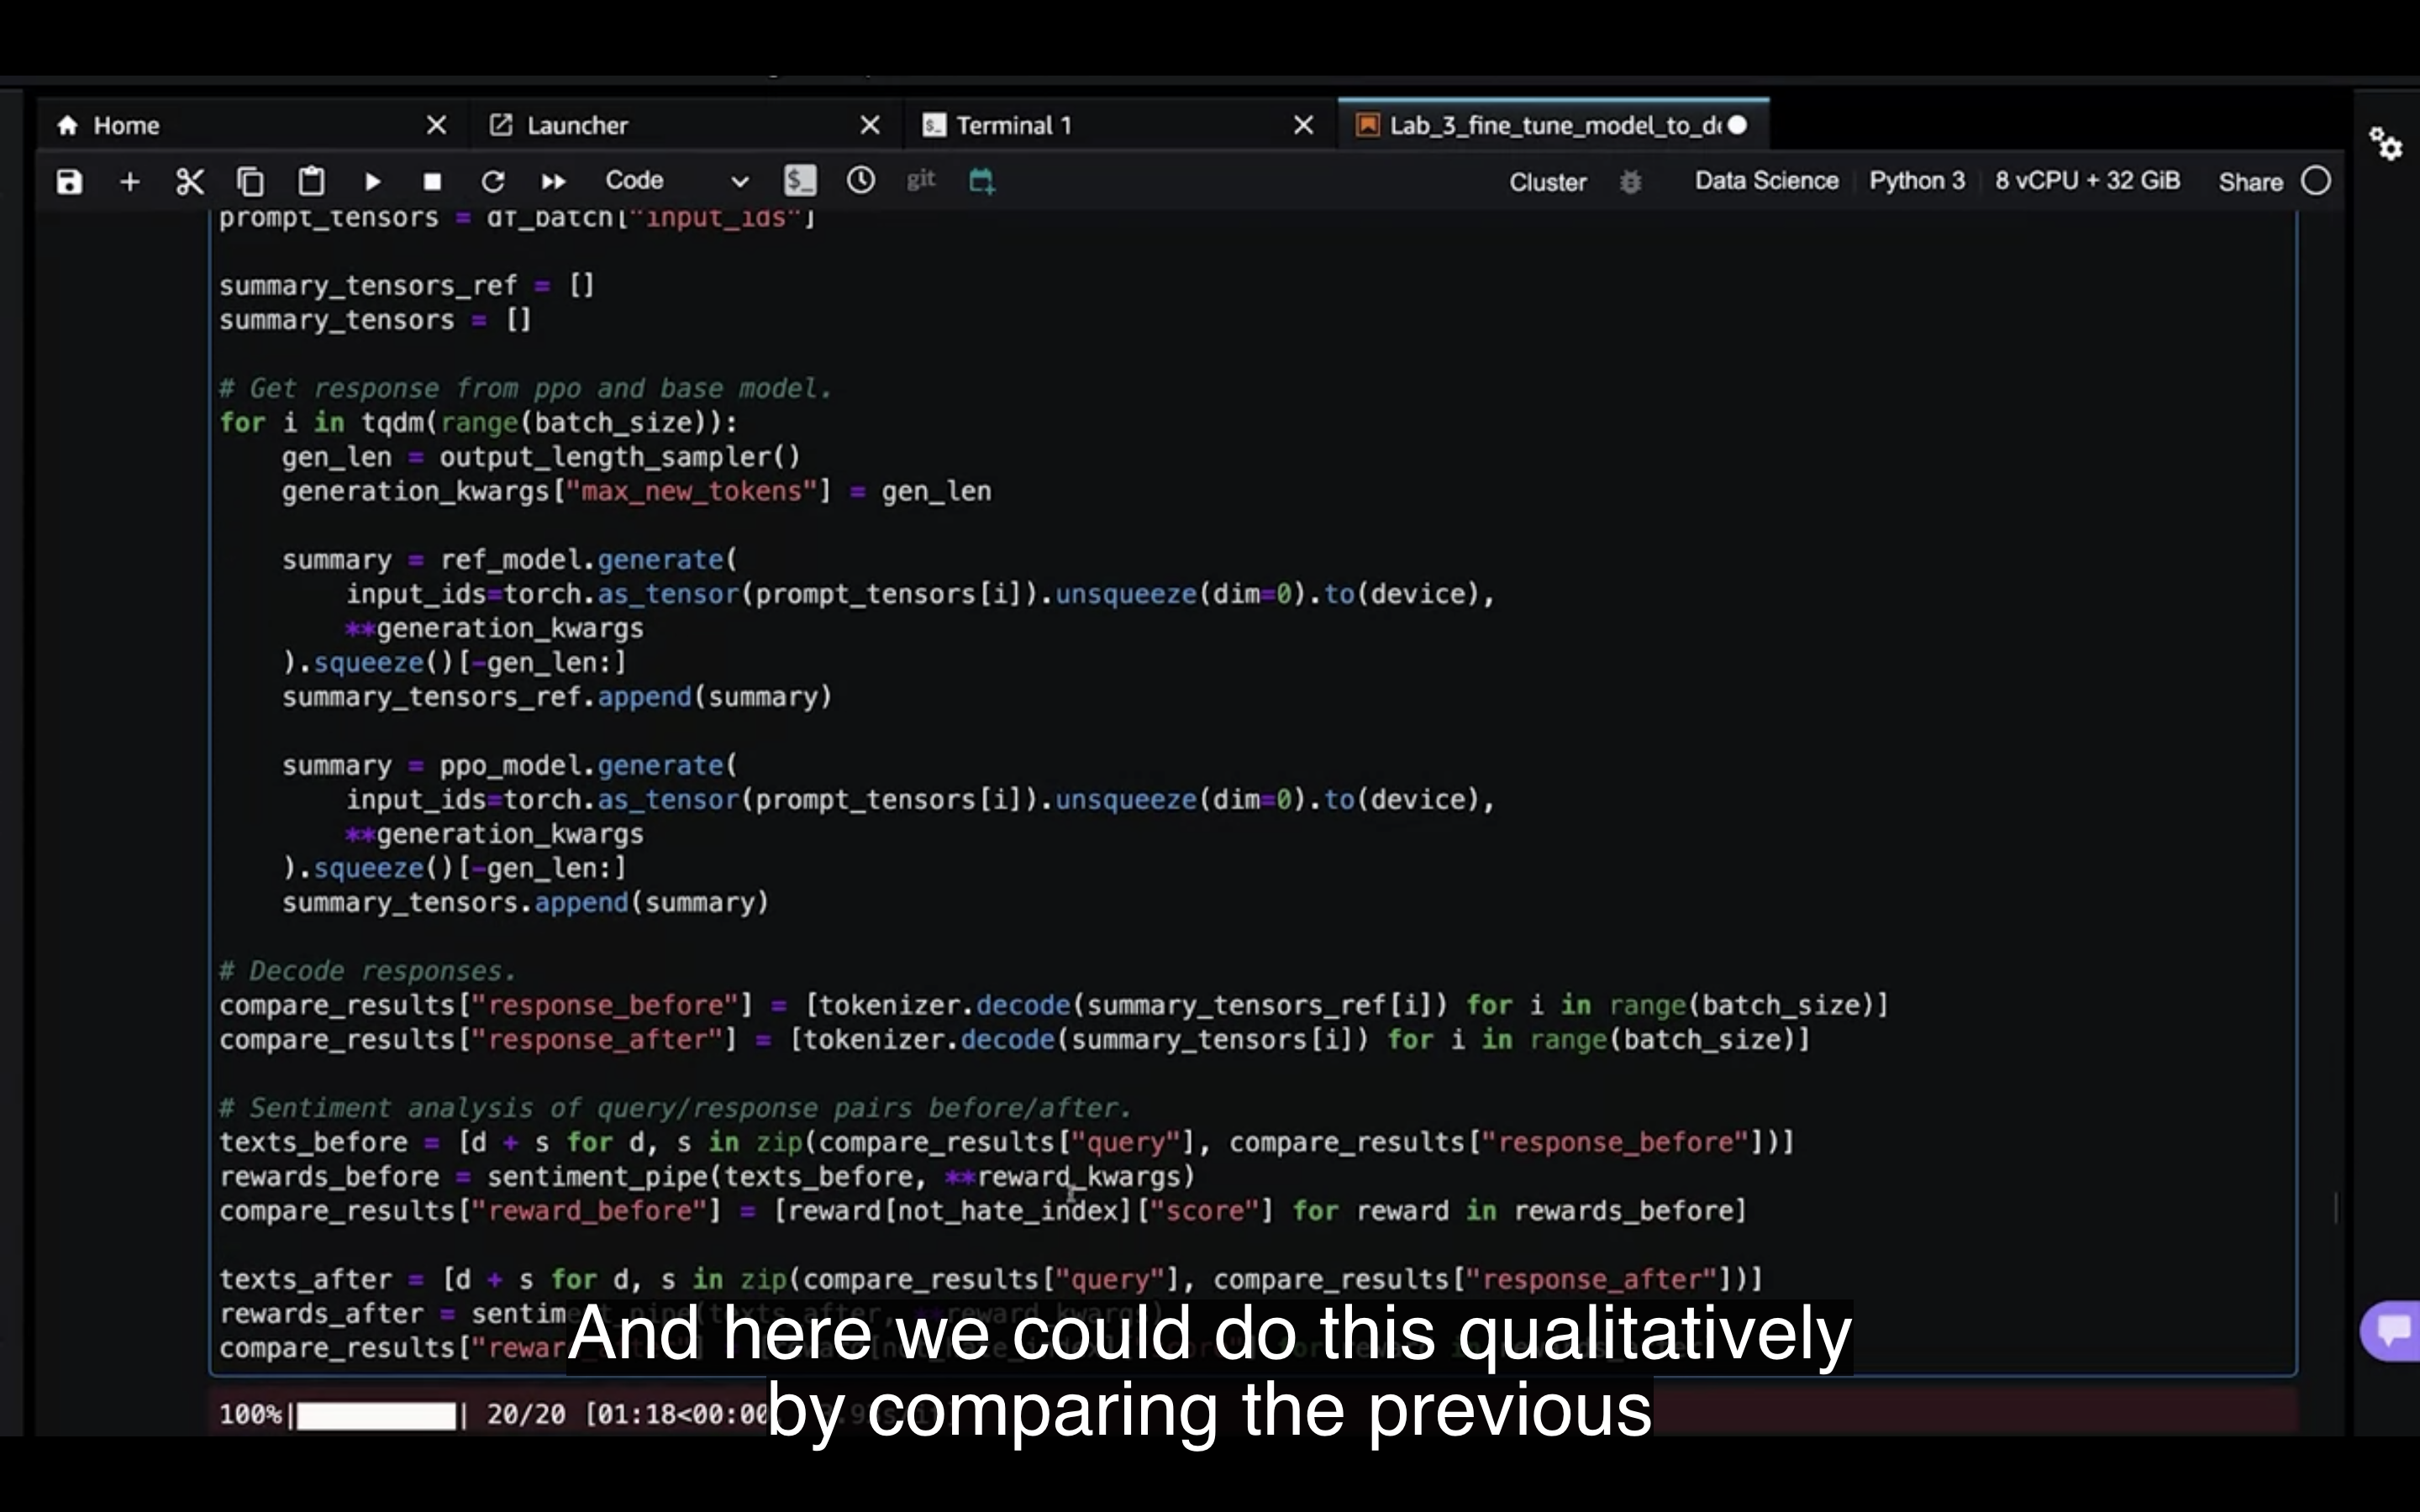 Home
Launcher
Terminal 1
Lab_3_fine_tune_model_to_de
Code
git
Cluster
Data Science
Python 3
8 vCPU + 32 GiB
Share
prompt_tensors = df_batch["input_ids"]
summary_tensors_ref = []
summary_tensors = []
# Get response from ppo and base model.
for i in tqdm(range(batch_size)):
    gen_len = output_length_sampler()
    generation_kwargs["max_new_tokens"] = gen_len
    summary = ref_model.generate(
        input_ids=torch.as_tensor(prompt_tensors[i]).unsqueeze(dim=0).to(device),
        **generation_kwargs
    ).squeeze()[-gen_len:]
    summary_tensors_ref.append(summary)
    summary = ppo_model.generate(
        input_ids=torch.as_tensor(prompt_tensors[i]).unsqueeze(dim=0).to(device),
        **generation_kwargs
    ).squeeze()[-gen_len:]
    summary_tensors.append(summary)
# Decode responses.
compare_results["response_before"] = [tokenizer.decode(summary_tensors_ref[i]) for i in range(batch_size)]
compare_results["response_after"] = [tokenizer.decode(summary_tensors[i]) for i in range(batch_size)]
# Sentiment analysis of query/response pairs before/after.
texts_before = [d + s for d, s in zip(compare_results["query"], compare_results["response_before"])]
rewards_before = sentiment_pipe(texts_before, **reward_kwargs)
compare_results["reward_before"] = [reward[not_hate_index]["score"] for reward in rewards_before]
texts_after = [d + s for d, s in zip(compare_results["query"], compare_results["response_after"])]
rewards_after = sentiment_pipe(texts_after, **reward_kwargs)
compare_results["rewar
And here we could do this qualitatively
by comparing the previous
100%| | 20/20 [01:18<00:00